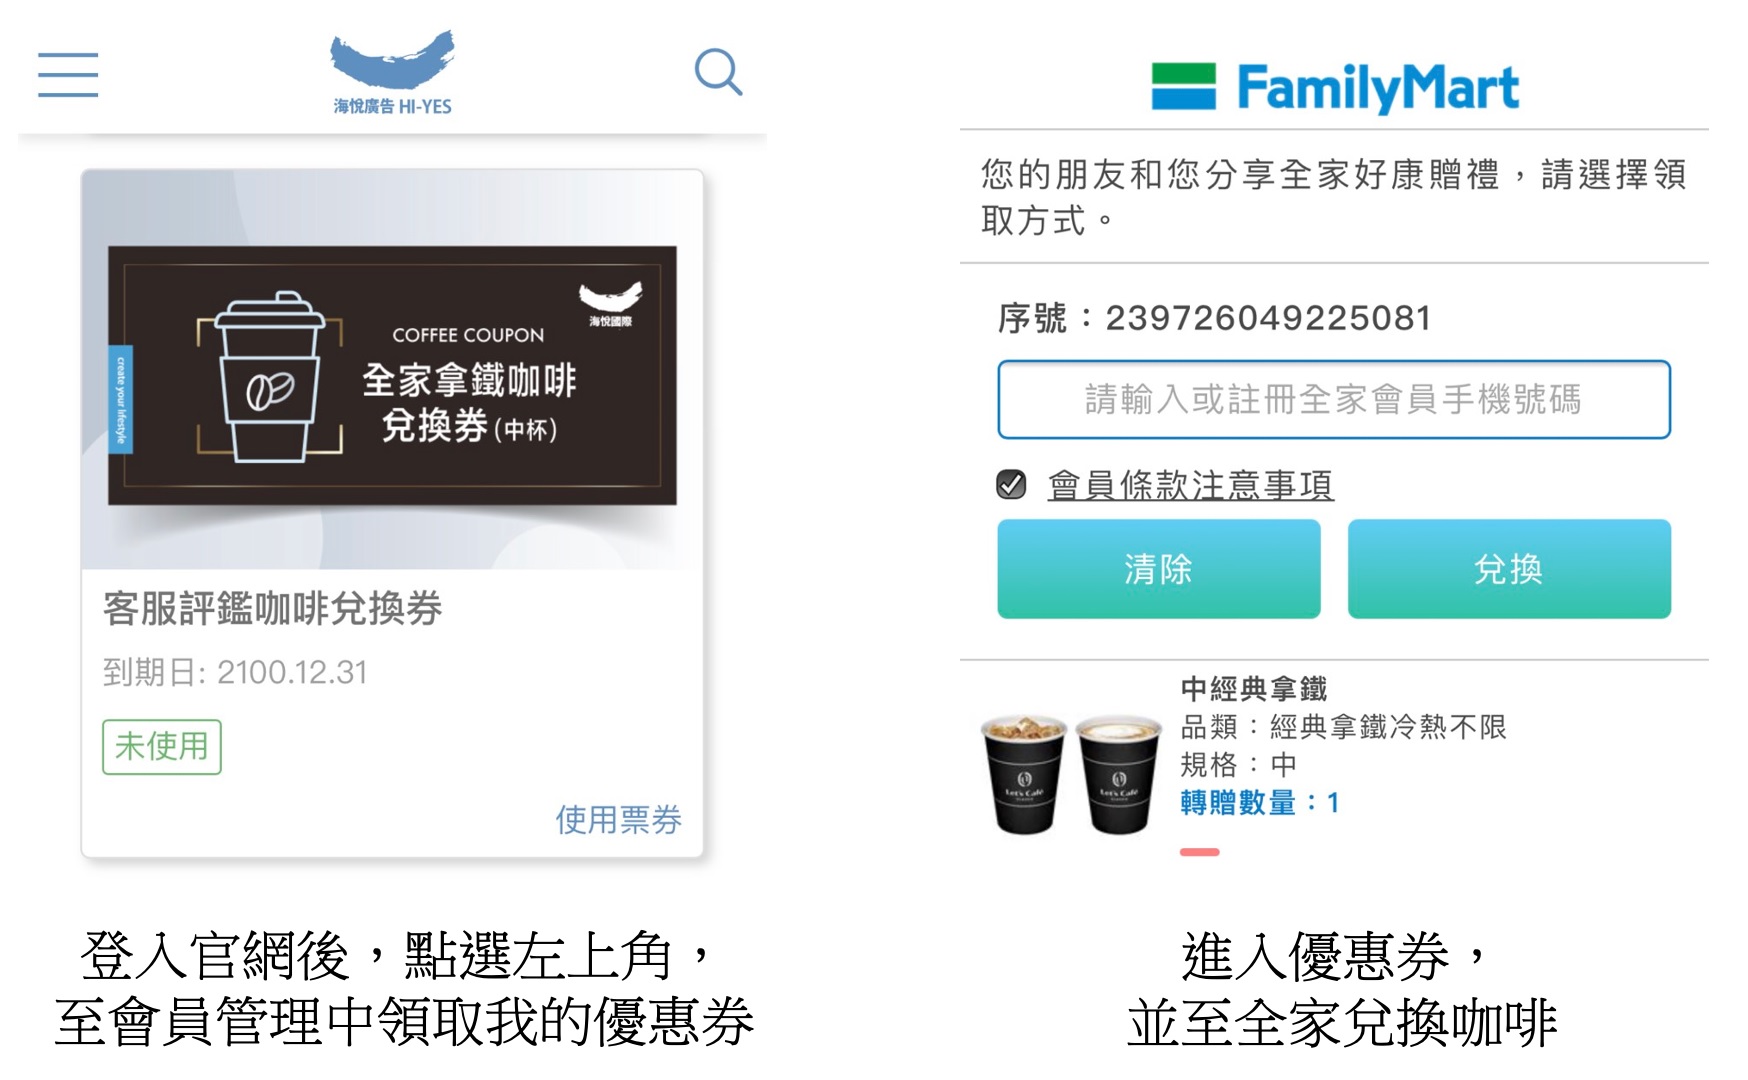 海悅廣告 HI-YES
海悅國際
COFFEE COUPON
全家拿鐵咖啡
兌換券(中杯)
create your lifestyle
客服評鑑咖啡兌換券
到期日: 2100.12.31
未使用
使用票券
登入官網後，點選左上角，
至會員管理中領取我的優惠券
FamilyMart
您的朋友和您分享全家好康贈禮，請選擇領
取方式。
序號：239726049225081
請輸入或註冊全家會員手機號碼
會員條款注意事項
清除
兌換
中經典拿鐵
品類：經典拿鐵冷熱不限
規格：中
轉贈數量：1
Let's Café
Let's Café
進入優惠券，
並至全家兌換咖啡